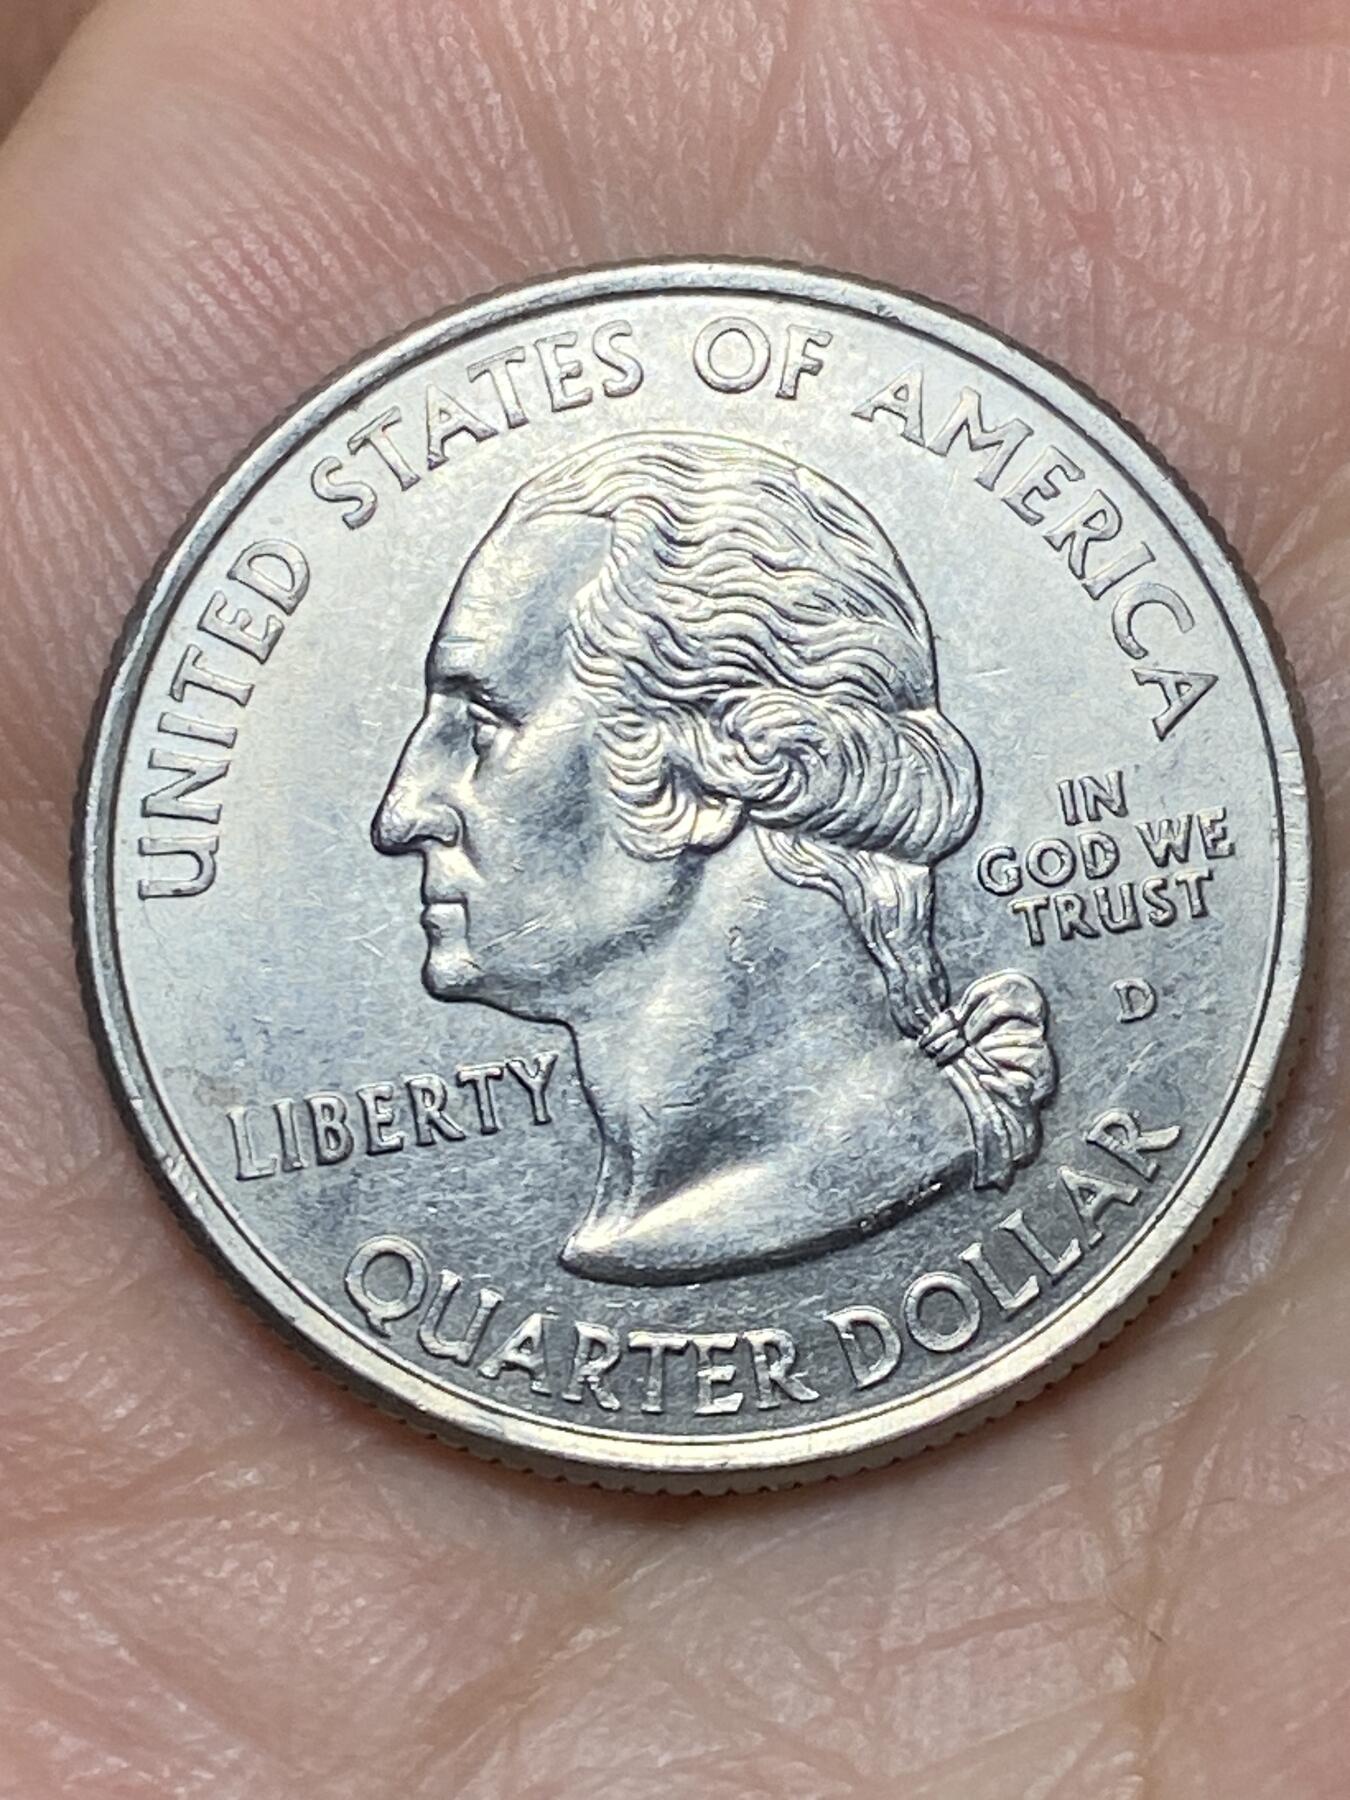 UNITED STATES OF AMERICA
IN
GOD WE
TRUST
D
LIBERTY
QUARTER DOLLAR